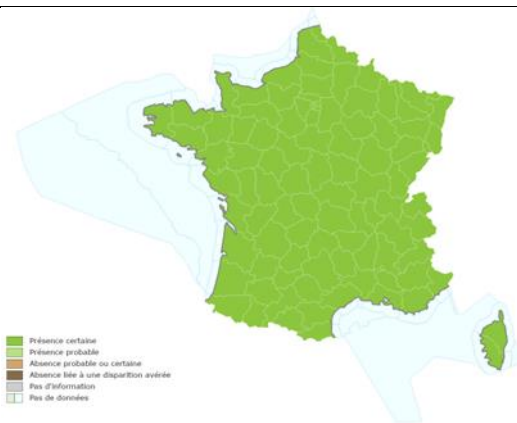 Présence certaine
Présence probable
Absence probable ou certaine
Absence liée à une disparition avérée
Pas d'information
Pas de données